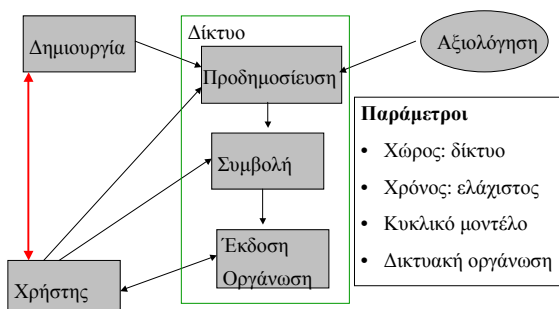 Δημιουργία
Δίκτυο
Προδημοσίευση
Αξιολόγηση
Συμβολή
Έκδοση
Οργάνωση
Χρήστης
Παράμετροι
• Χώρος: δίκτυο
• Χρόνος: ελάχιστος
• Κυκλικό μοντέλο
• Δικτυακή οργάνωση